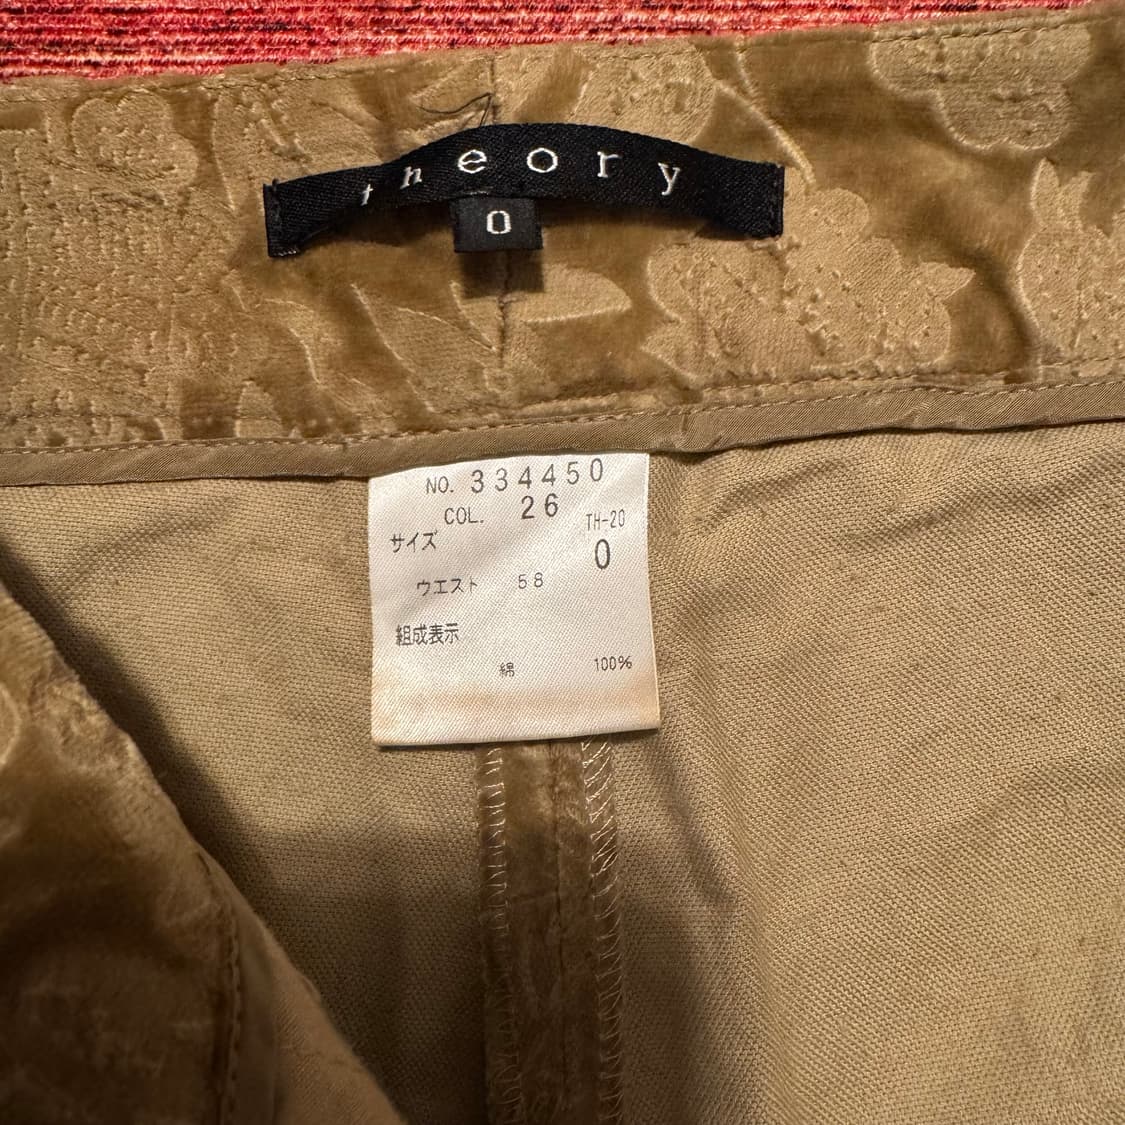 theory
0
NO. 334450
COL. 26
TH-20
サイズ 0
ウエスト 58
組成表示
綿 100%